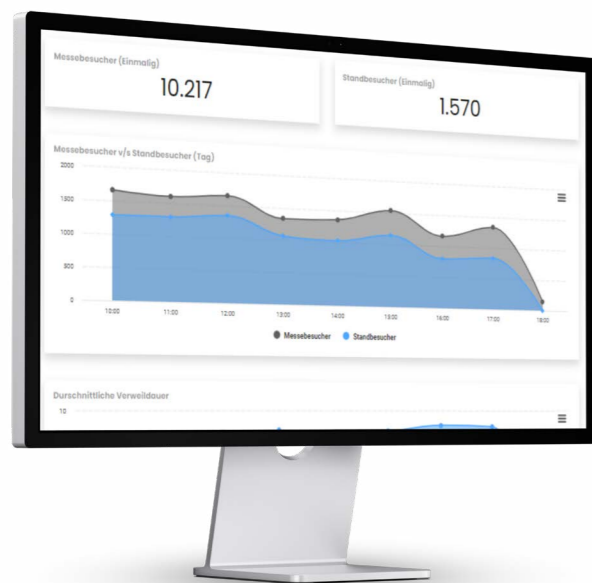 Messebesucher (Einmalig)
10.217
Standbesucher (Einmalig)
1.570
Messebesucher v/s Standbesucher (Tag)
2000
1500
1000
500
0
10:00 11:00 12:00 13:00 14:00 15:00 16:00 17:00 18:00
Messebesucher Standbesucher
Durschnittliche Verweildauer
10